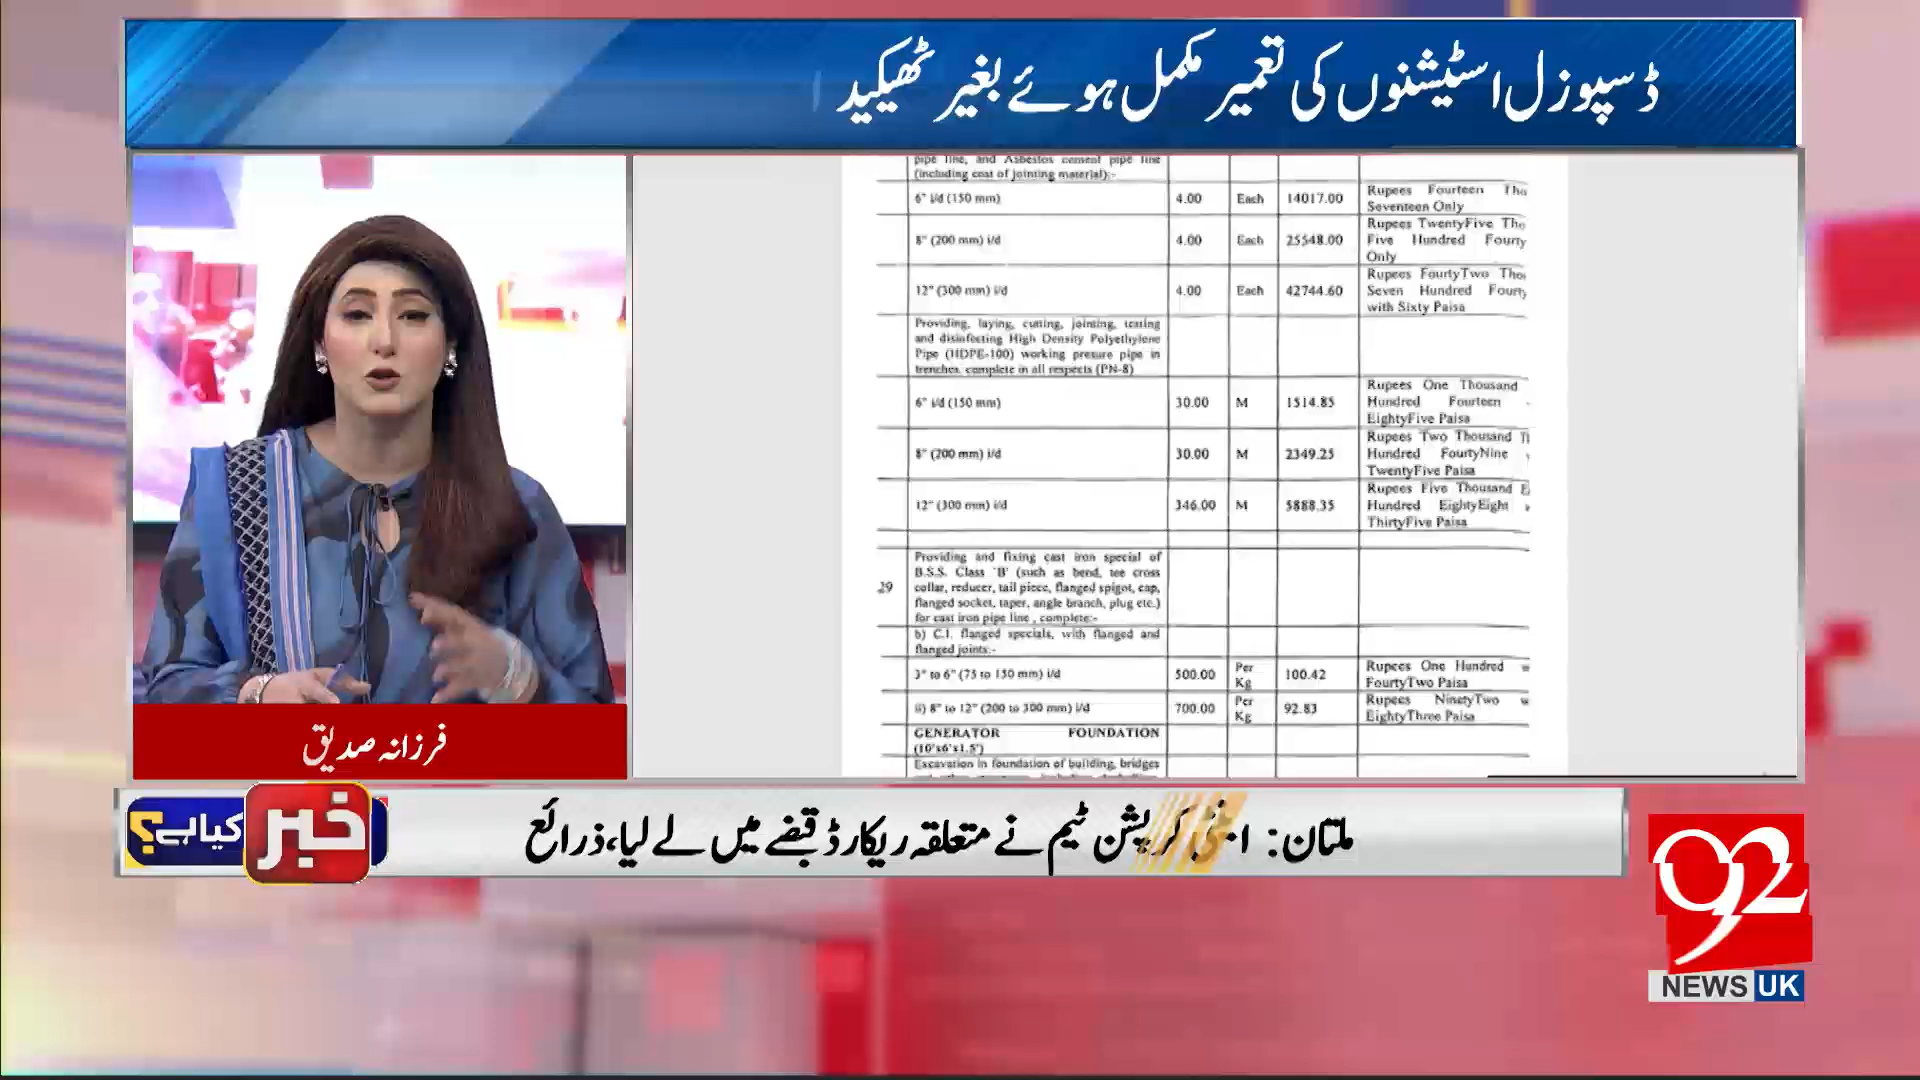 ڈسپوزل اسٹیشنوں کی تعمیر مکمل ہوئے بغیر ٹھیکید
pipe line, and Asbestos cement pipe line
(including cost of jointing material):-
6" i/d (150 mm) 4.00 Each 14017.00 Rupees Fourteen Tho
Seventeen Only
8" (200 mm) i/d 4.00 Each 25548.00 Rupees TwentyFive Tho
Five Hundred Fourty
Only
12" (300 mm) i/d 4.00 Each 42744.60 Rupees FourtyTwo Tho
Seven Hundred Fourty
with Sixty Paisa
Providing, laying, cutting, jointing, testing
and disinfecting High Density Polyethylene
Pipe (HDPE-100) working presure pipe in
trenches, complete in all respects (PN-8)
6" i/d (150 mm) 30.00 M 1514.85 Rupees One Thousand
Hundred Fourteen
EightyFive Paisa
8" (200 mm) i/d 30.00 M 2349.25 Rupees Two Thousand
Hundred FourtyNine
TwentyFive Paisa
12" (300 mm) i/d 346.00 M 5888.35 Rupees Five Thousand
Hundred EightyEight
ThirtyFive Paisa
29 Providing and fixing cast iron special of
B.S.S. Class 'B' (such as bend, tee cross
collar, reducer, tail piece, flanged spigot, cap,
flanged socket, taper, angle branch, plug etc.)
for cast iron pipe line , complete:-
b) C.I. flanged specials, with flanged and
flanged joints:-
3" to 6" (75 to 150 mm) i/d 500.00 Per Kg 100.42 Rupees One Hundred
FourtyTwo Paisa
ii) 8" to 12" (200 to 300 mm) i/d 700.00 Per Kg 92.83 Rupees NinetyTwo
EightyThree Paisa
GENERATOR FOUNDATION
(10'x6'x1.5')
Excavation in foundation of building, bridges
فرزانہ صدیق
خبر کیا ہے؟
ملتان: اینٹی کرپشن ٹیم نے متعلقہ ریکارڈ قبضے میں لے لیا، ذرائع
92
NEWS UK